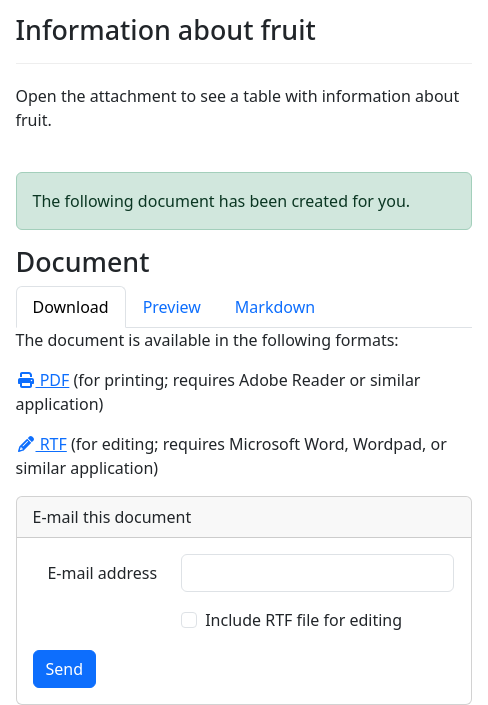 Information about fruit
Open the attachment to see a table with information about
fruit.
The following document has been created for you.
Document
Download Preview Markdown
The document is available in the following formats:
PDF (for printing; requires Adobe Reader or similar
application)
RTF (for editing; requires Microsoft Word, Wordpad, or
similar application)
E-mail this document
E-mail address
Include RTF file for editing
Send